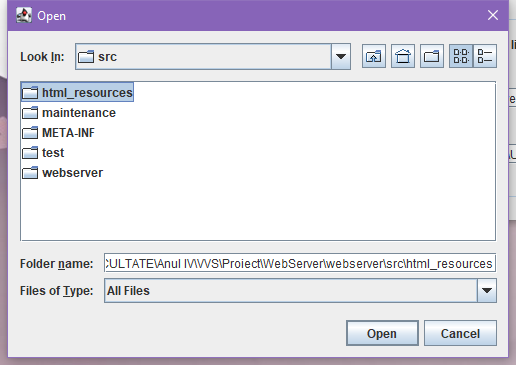 Open
Look In: src
html_resources
maintenance
META-INF
test
webserver
Folder name: CULTATE\Anul IV\VVS\Proiect\WebServer\webserver\src\html_resources
Files of Type: All Files
Open Cancel